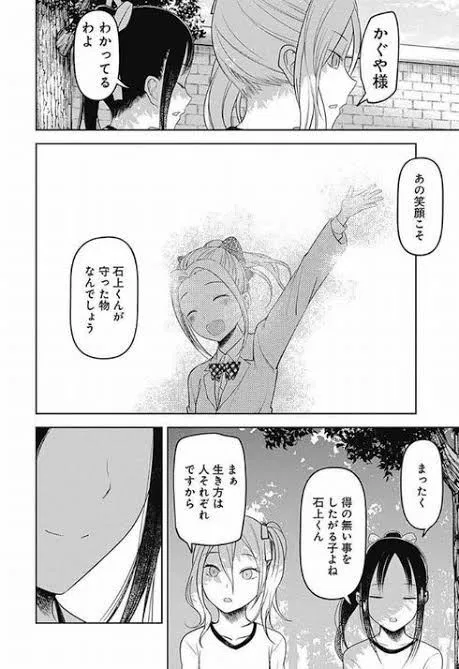 かぐや様
わかってる
わよ
あの笑顔こそ
石上くんが
守った物
なんでしょう
まったく
得の無い事を
したがる子よね
石上くん
まぁ
生き方は
人それぞれ
ですから